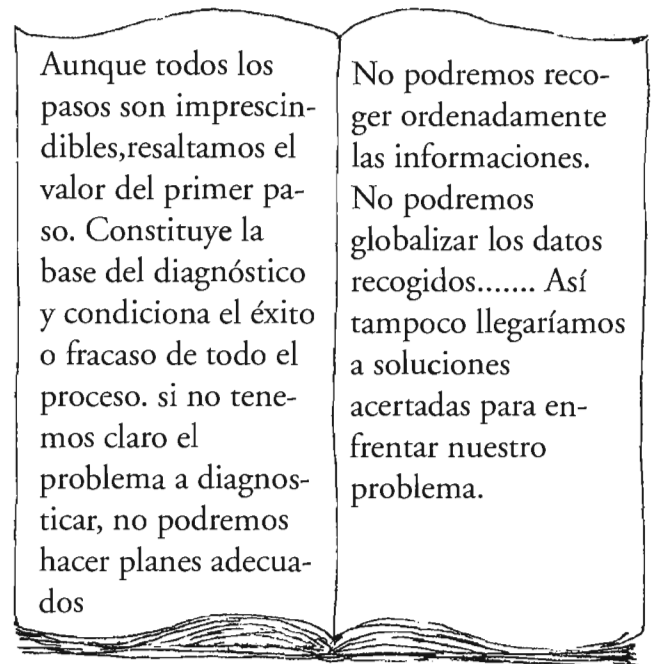 Aunque todos los
pasos son imprescin-
dibles,resaltamos el
valor del primer pa-
so. Constituye la
base del diagnóstico
y condiciona el éxito
o fracaso de todo el
proceso. si no tene-
mos claro el
problema a diagnos-
ticar, no podremos
hacer planes adecua-
dos
No podremos reco-
ger ordenadamente
las informaciones.
No podremos
globalizar los datos
recogidos....... Así
tampoco llegaríamos
a soluciones
acertadas para en-
frentar nuestro
problema.